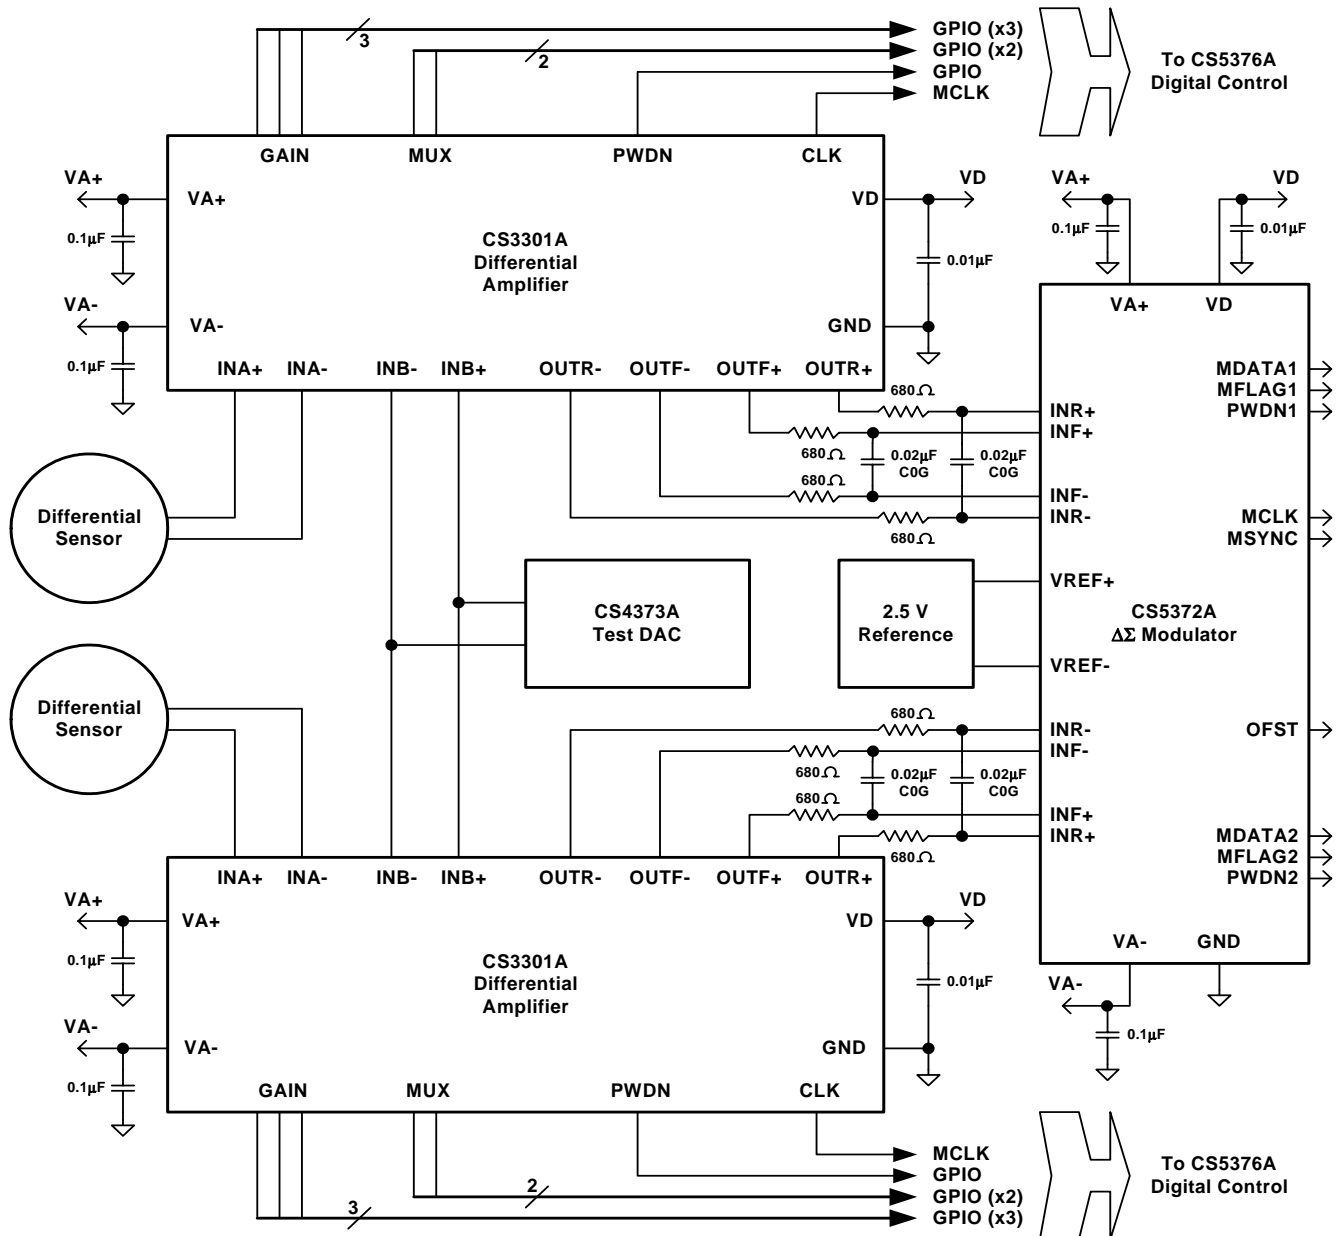 3
GPIO (x3)
2
GPIO (x2)
GPIO
MCLK
To CS5376A
Digital Control
GAIN
MUX
PWDN
CLK
VA+
VA+
0.1µF
VD
VD
0.01µF
CS3301A
Differential
Amplifier
VA-
VA-
0.1µF
GND
INA+
INA-
INB-
INB+
OUTR-
OUTF-
OUTF+
OUTR+
VA+
0.1µF
VD
0.01µF
VA+
VD
680Ω
680Ω
0.02µF
C0G
0.02µF
C0G
680Ω
680Ω
INR+
INF+
INF-
INR-
MDATA1
MFLAG1
PWDN1
MCLK
MSYNC
Differential
Sensor
CS4373A
Test DAC
2.5 V
Reference
VREF+
VREF-
CS5372A
ΔΣ Modulator
Differential
Sensor
680Ω
680Ω
0.02µF
C0G
0.02µF
C0G
680Ω
680Ω
INR-
INF-
INF+
INR+
OFST
MDATA2
MFLAG2
PWDN2
VA-
GND
VA-
0.1µF
INA+
INA-
INB-
INB+
OUTR-
OUTF-
OUTF+
OUTR+
VA+
VA+
0.1µF
VD
VD
0.01µF
CS3301A
Differential
Amplifier
VA-
VA-
0.1µF
GND
GAIN
MUX
PWDN
CLK
MCLK
GPIO
2
GPIO (x2)
3
GPIO (x3)
To CS5376A
Digital Control